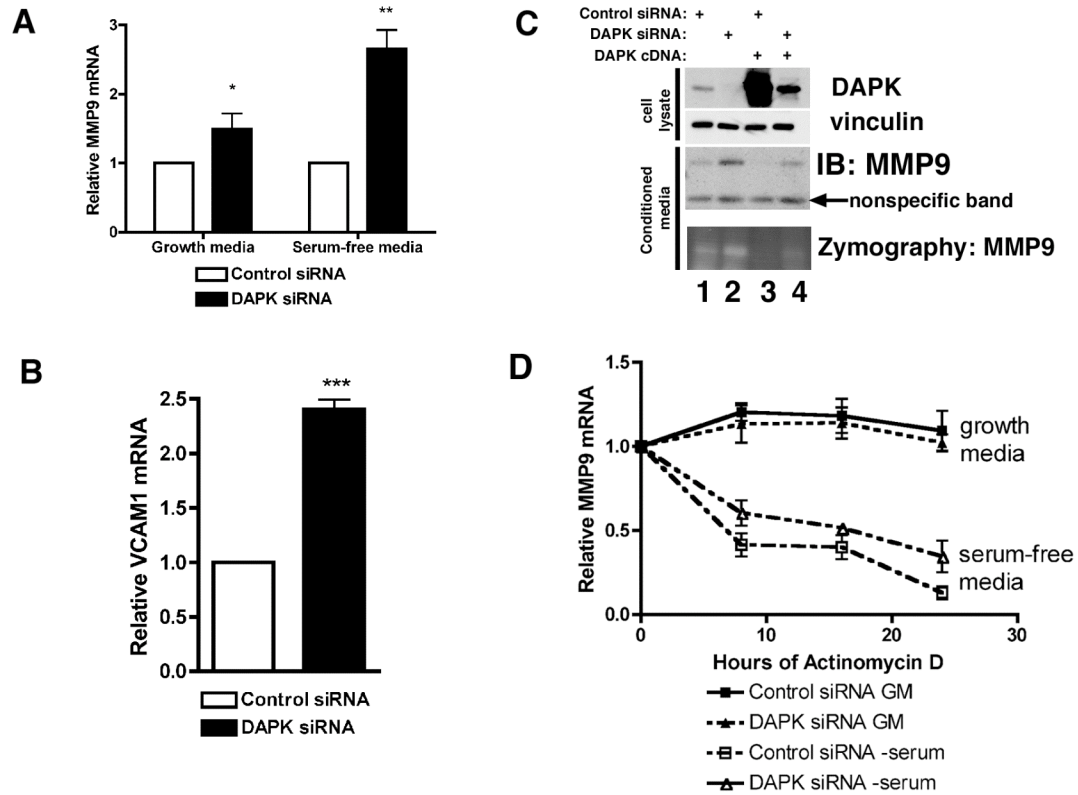 A
Relative MMP9 mRNA
3
2
1
0
*
**
Growth media
Serum-free media
Control siRNA
DAPK siRNA
B
Relative VCAM1 mRNA
2.5
2.0
1.5
1.0
0.5
0.0
***
Control siRNA
DAPK siRNA
C
Control siRNA: + +
DAPK siRNA: + +
DAPK cDNA: + +
cell
lysate
DAPK
vinculin
Conditioned
media
IB: MMP9
nonspecific band
Zymography: MMP9
1 2 3 4
D
Relative MMP9 mRNA
1.5
1.0
0.5
0.0
0 10 20 30
growth
media
serum-free
media
Hours of Actinomycin D
Control siRNA GM
DAPK siRNA GM
Control siRNA -serum
DAPK siRNA -serum